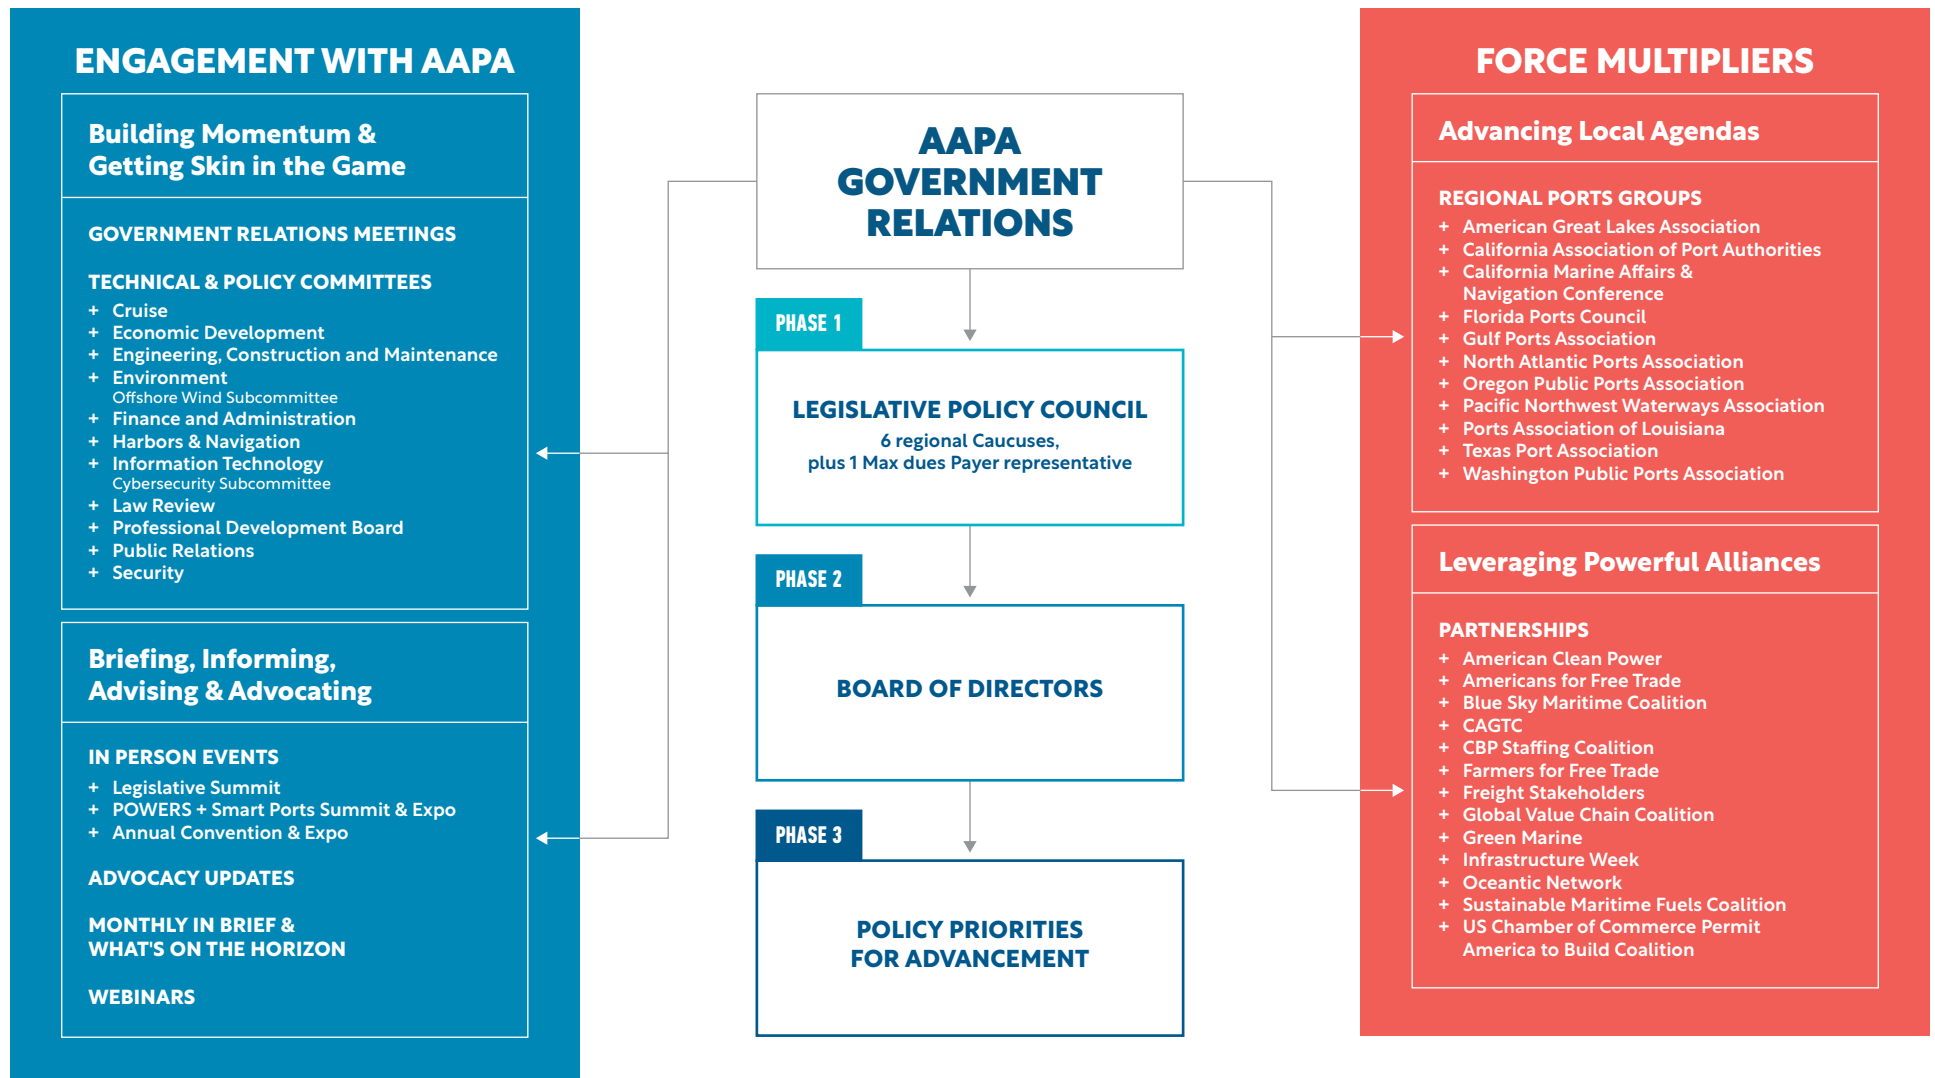 ENGAGEMENT WITH AAPA
Building Momentum &
Getting Skin in the Game
GOVERNMENT RELATIONS MEETINGS
TECHNICAL & POLICY COMMITTEES
+ Cruise
+ Economic Development
+ Engineering, Construction and Maintenance
+ Environment
Offshore Wind Subcommittee
+ Finance and Administration
+ Harbors & Navigation
+ Information Technology
Cybersecurity Subcommittee
+ Law Review
+ Professional Development Board
+ Public Relations
+ Security
Briefing, Informing,
Advising & Advocating
IN PERSON EVENTS
+ Legislative Summit
+ POWERS + Smart Ports Summit & Expo
+ Annual Convention & Expo
ADVOCACY UPDATES
MONTHLY IN BRIEF &
WHAT'S ON THE HORIZON
WEBINARS
AAPA
GOVERNMENT
RELATIONS
PHASE 1
LEGISLATIVE POLICY COUNCIL
6 regional Caucuses,
plus 1 Max dues Payer representative
PHASE 2
BOARD OF DIRECTORS
PHASE 3
POLICY PRIORITIES
FOR ADVANCEMENT
FORCE MULTIPLIERS
Advancing Local Agendas
REGIONAL PORTS GROUPS
+ American Great Lakes Association
+ California Association of Port Authorities
+ California Marine Affairs &
Navigation Conference
+ Florida Ports Council
+ Gulf Ports Association
+ North Atlantic Ports Association
+ Oregon Public Ports Association
+ Pacific Northwest Waterways Association
+ Ports Association of Louisiana
+ Texas Port Association
+ Washington Public Ports Association
Leveraging Powerful Alliances
PARTNERSHIPS
+ American Clean Power
+ Americans for Free Trade
+ Blue Sky Maritime Coalition
+ CAGTC
+ CBP Staffing Coalition
+ Farmers for Free Trade
+ Freight Stakeholders
+ Global Value Chain Coalition
+ Green Marine
+ Infrastructure Week
+ Oceantic Network
+ Sustainable Maritime Fuels Coalition
+ US Chamber of Commerce Permit
America to Build Coalition